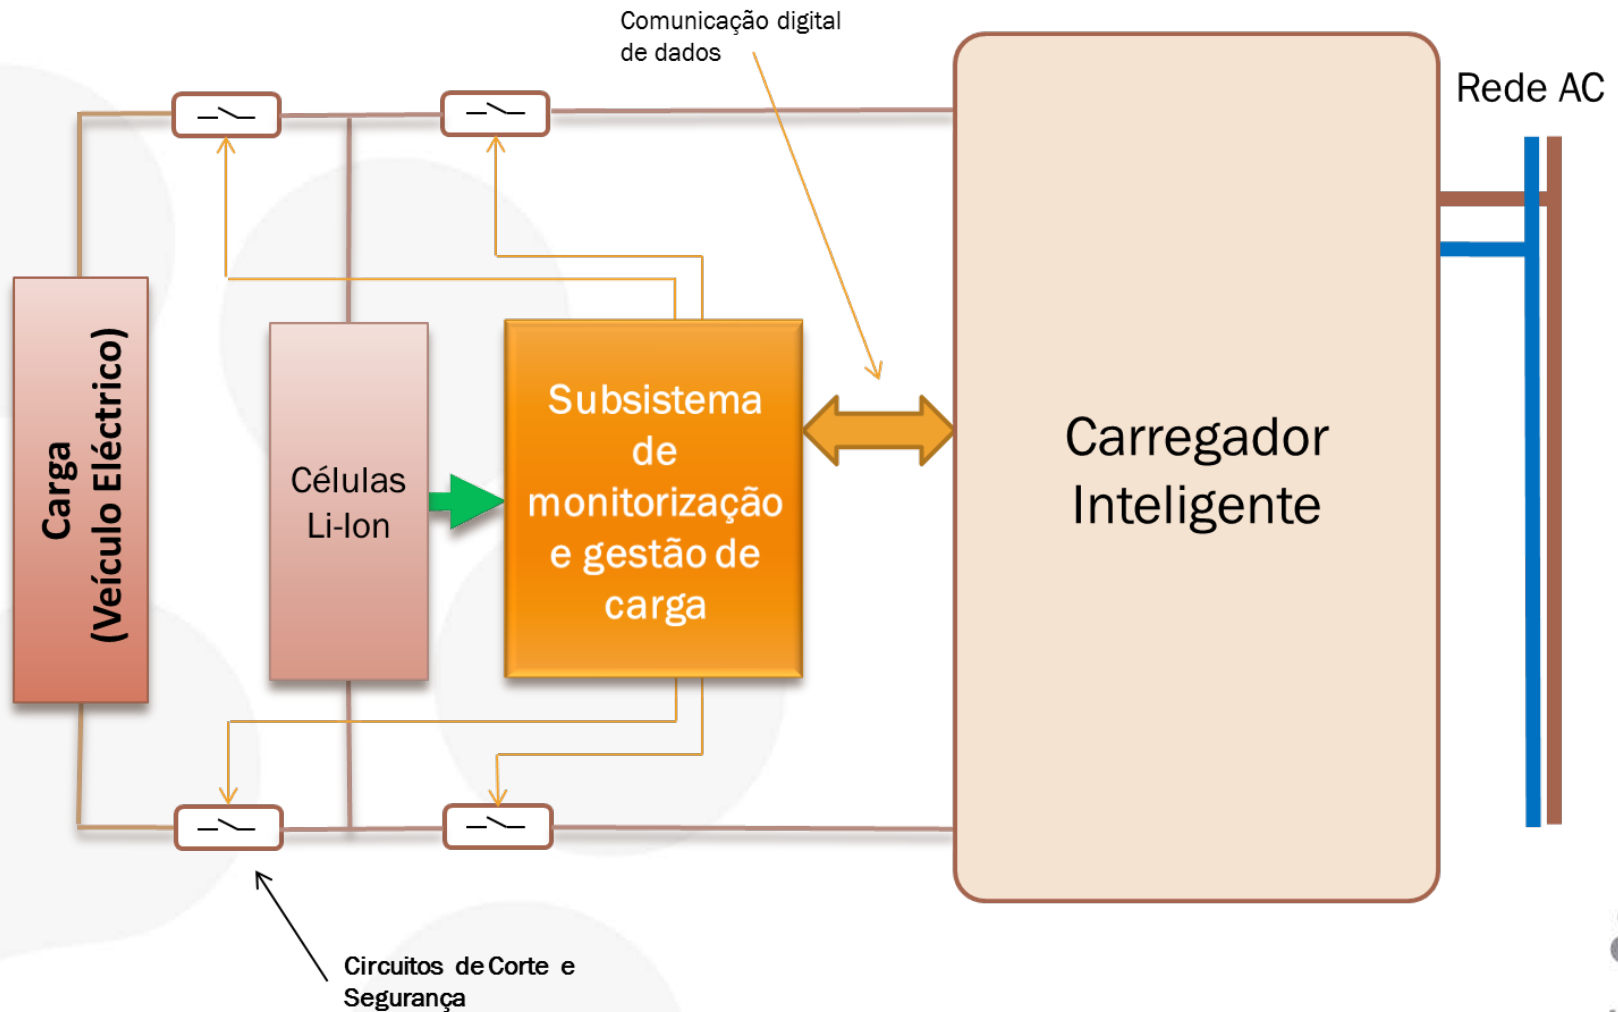 Comunicação digital
de dados
Rede AC
Carga
(Veículo Eléctrico)
Células
Li-Ion
Subsistema
de
monitorização
e gestão de
carga
Carregador
Inteligente
Circuitos de Corte e
Segurança